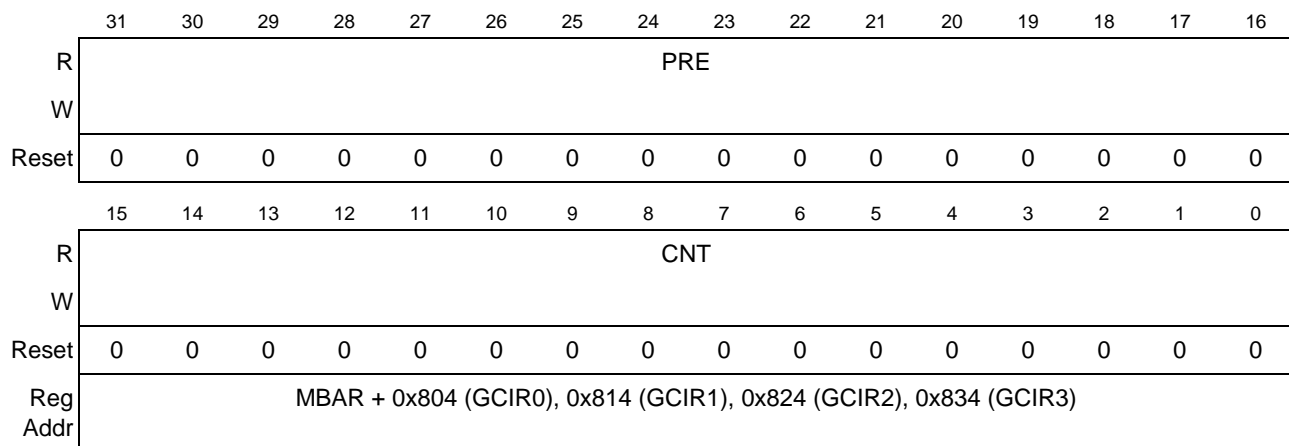 31 30 29 28 27 26 25 24 23 22 21 20 19 18 17 16
R PRE
W
Reset 0 0 0 0 0 0 0 0 0 0 0 0 0 0 0 0
15 14 13 12 11 10 9 8 7 6 5 4 3 2 1 0
R CNT
W
Reset 0 0 0 0 0 0 0 0 0 0 0 0 0 0 0 0
Reg MBAR + 0x804 (GCIR0), 0x814 (GCIR1), 0x824 (GCIR2), 0x834 (GCIR3)
Addr